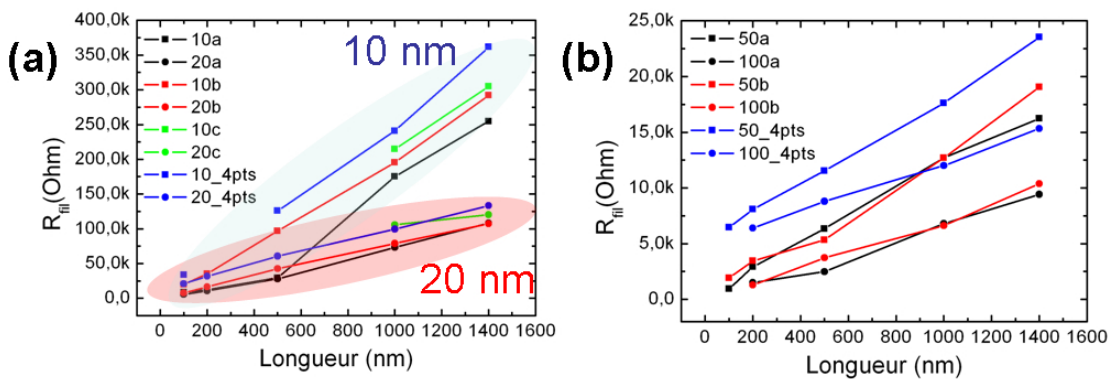 (a)
400,0k
350,0k
300,0k
250,0k
200,0k
150,0k
100,0k
50,0k
0,0
R_fil(Ohm)
10a
20a
10b
20b
10c
20c
10_4pts
20_4pts
10 nm
20 nm
0 200 400 600 800 1000 1200 1400 1600
Longueur (nm)
(b)
25,0k
20,0k
15,0k
10,0k
5,0k
0,0
R_fil(Ohm)
50a
100a
50b
100b
50_4pts
100_4pts
0 200 400 600 800 1000 1200 1400 1600
Longueur (nm)